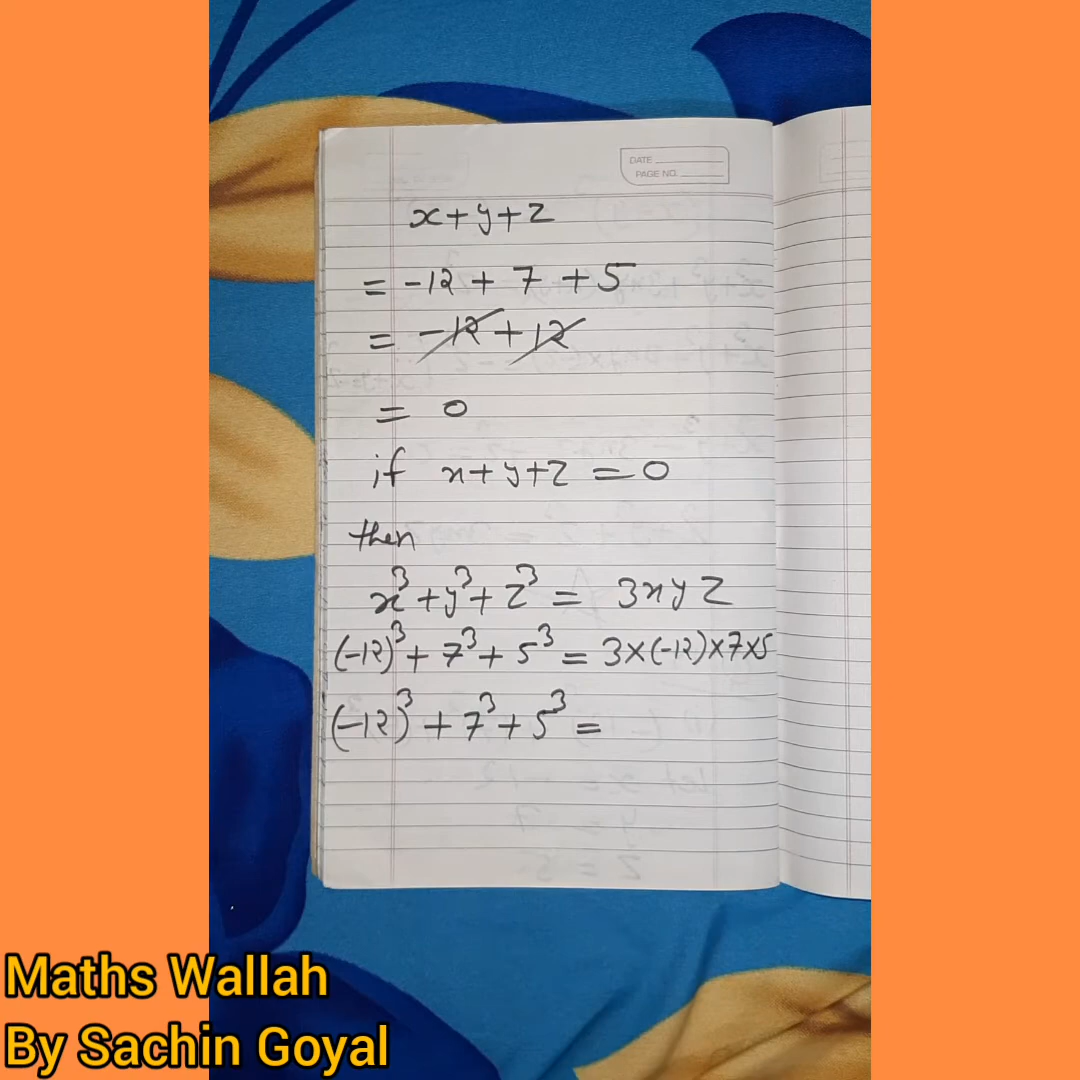 DATE
PAGE NO.
x+y+z
= -12 + 7 + 5
= -12 + 12
= 0
if x+y+z = 0
then
x³ + y³ + z³ = 3xyz
(-12)³ + 7³ + 5³ = 3×(-12)×7×5
(-12)³ + 7³ + 5³ =
Maths Wallah
By Sachin Goyal